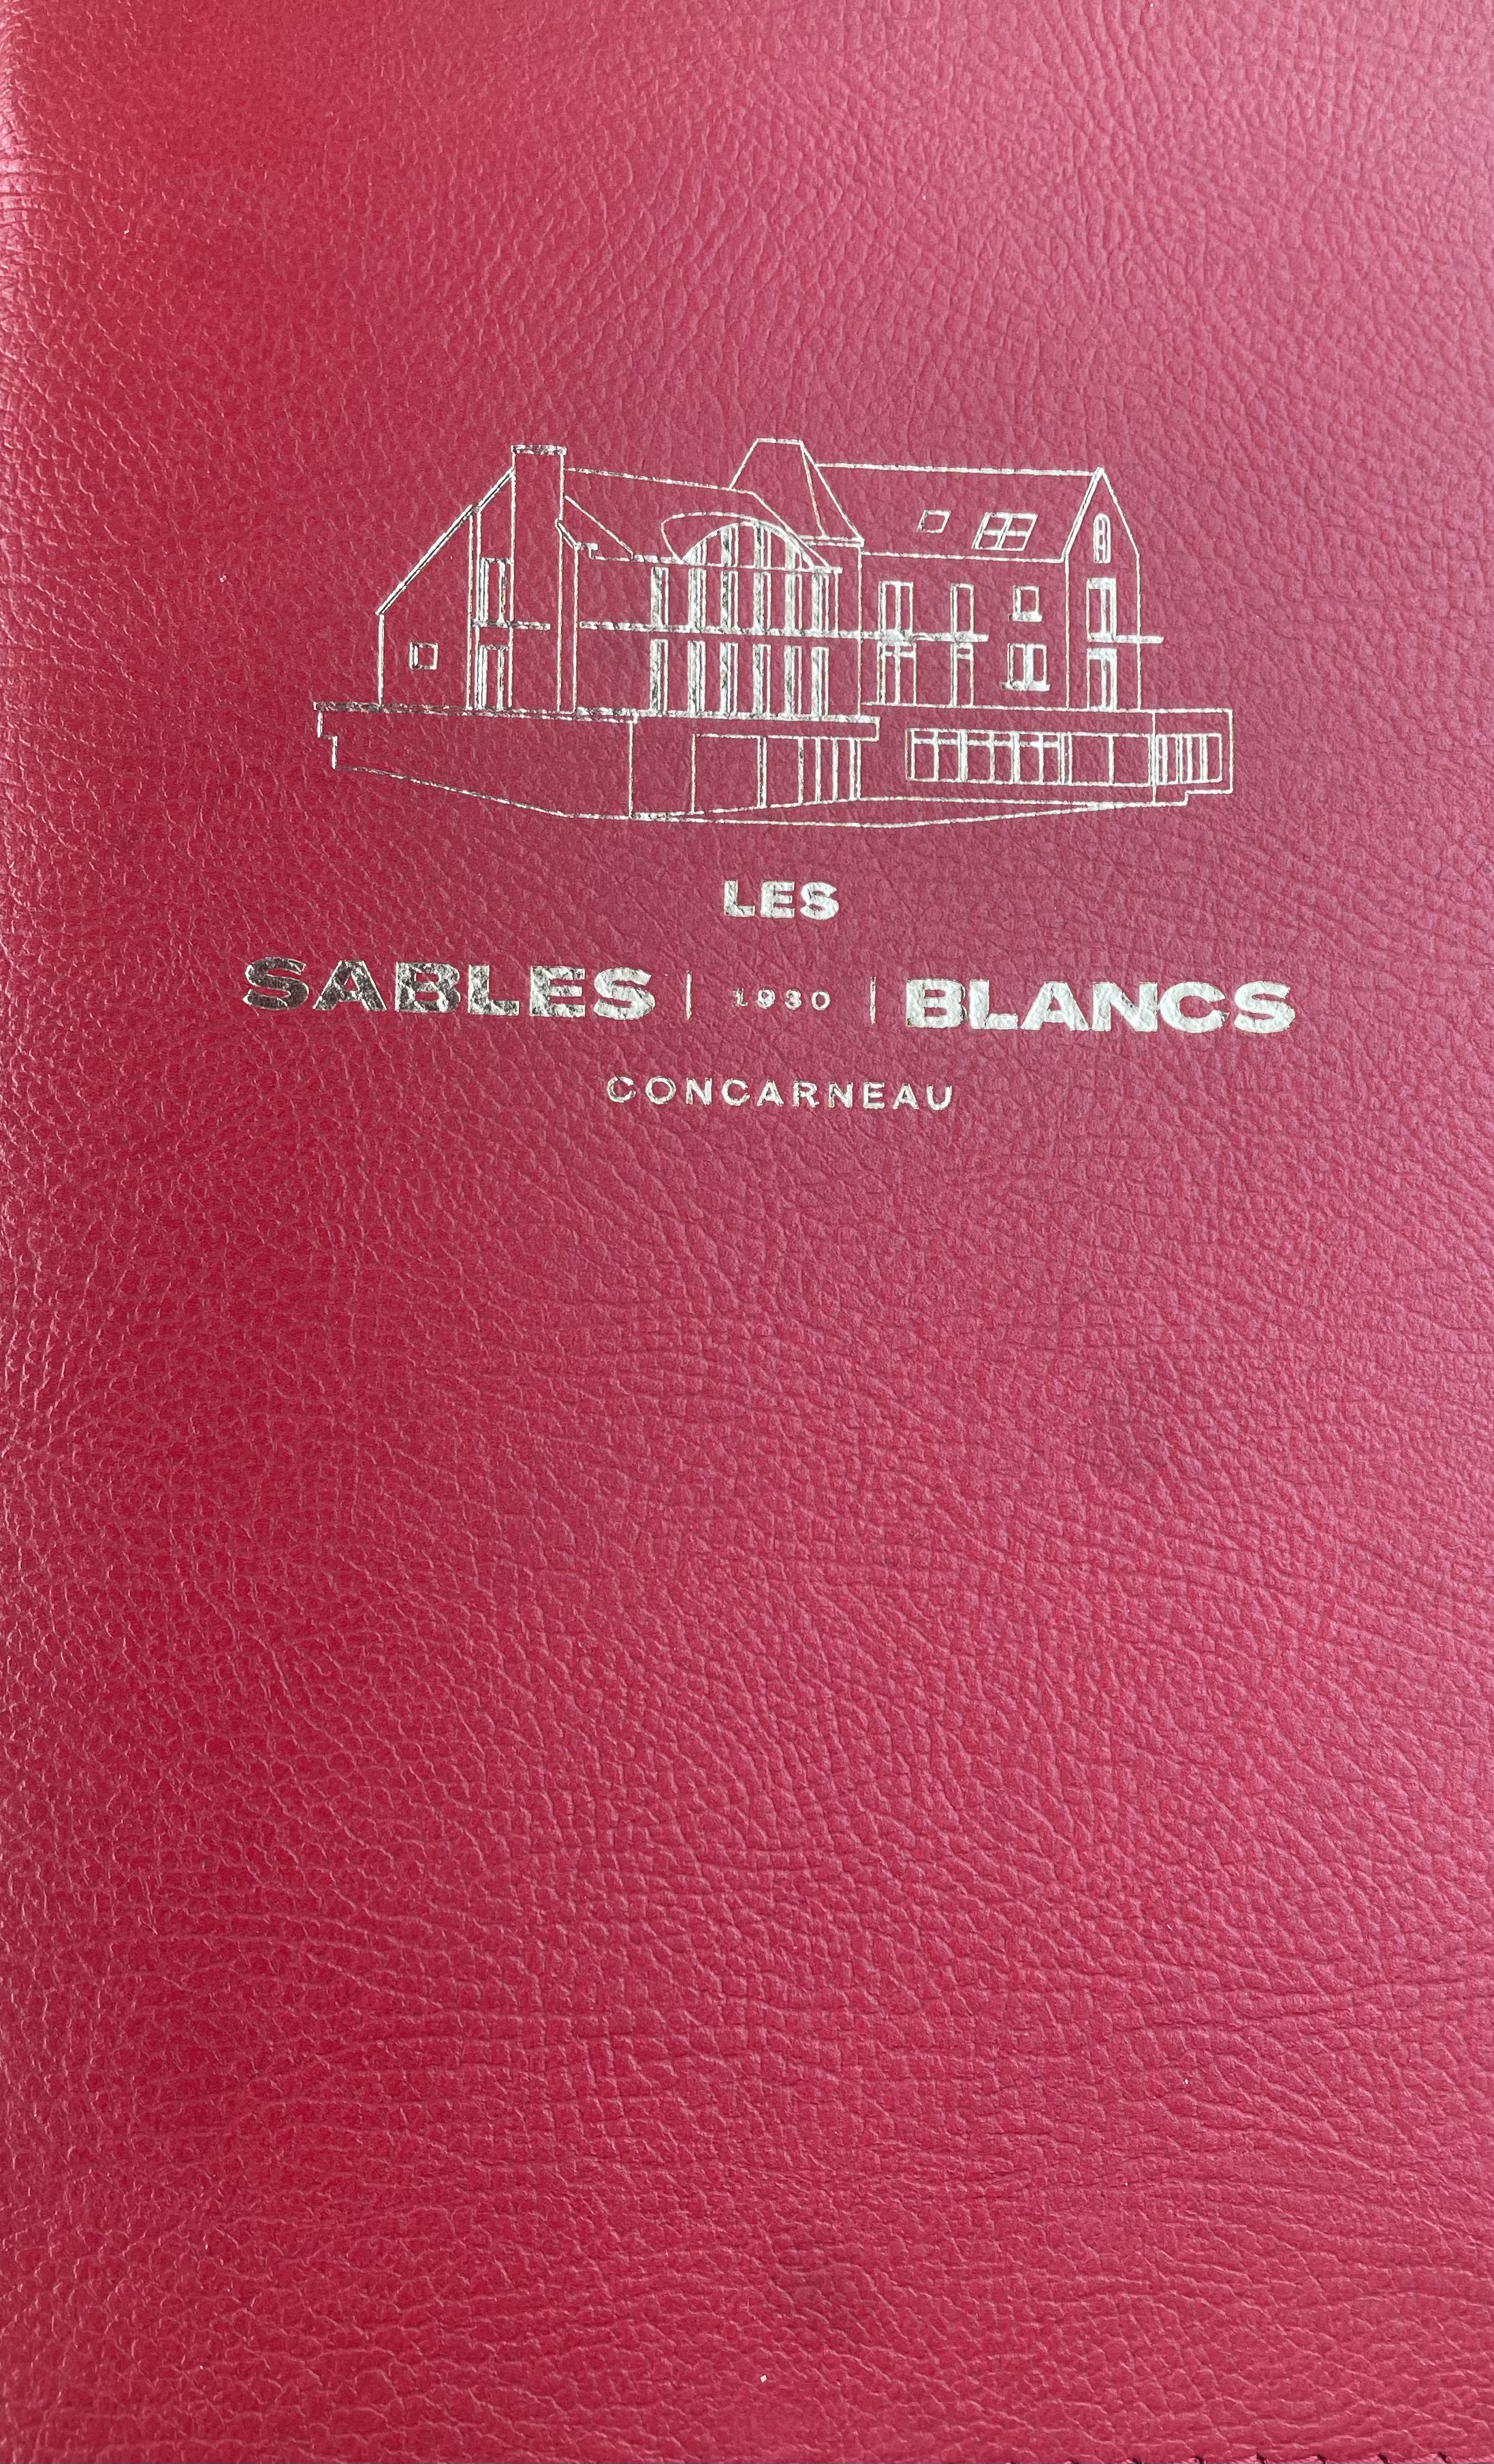 LES
SABLES | 1930 | BLANCS
CONCARNEAU